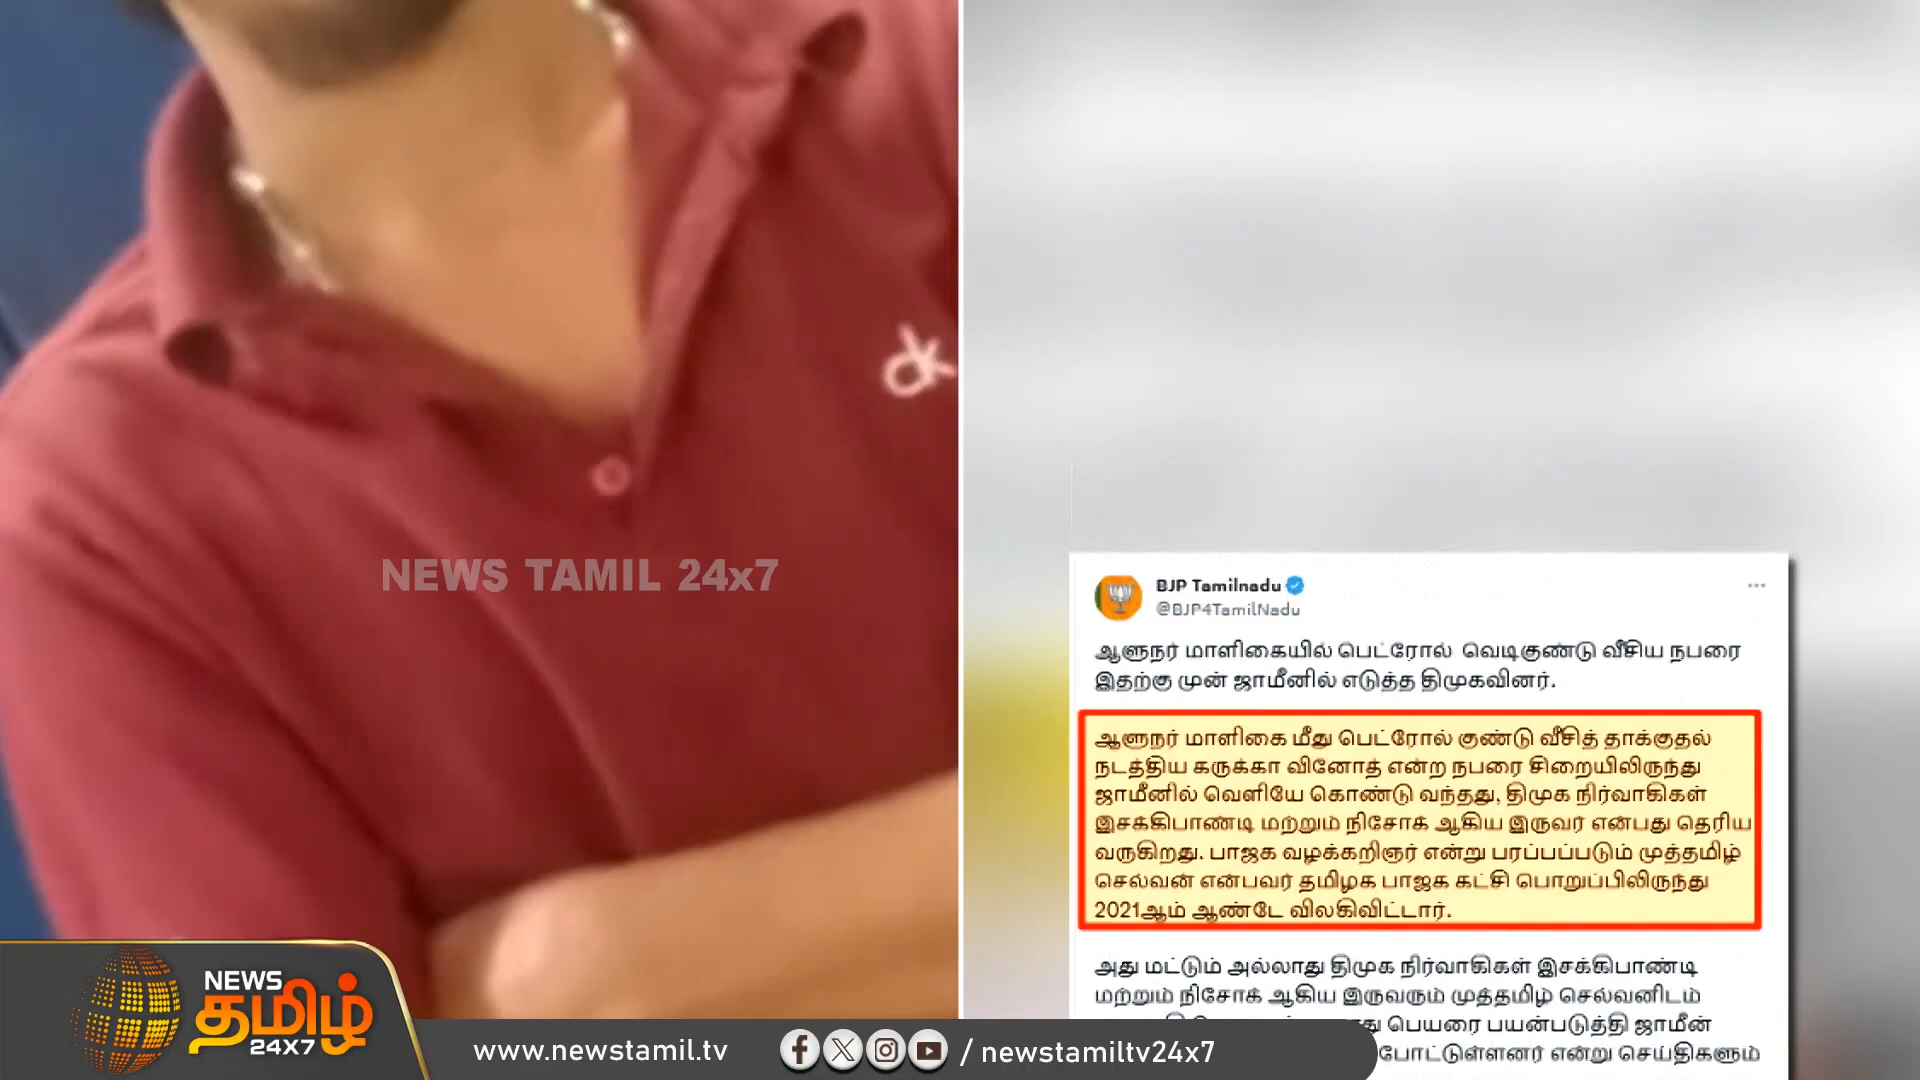 ck
NEWS TAMIL 24x7
BJP Tamilnadu
@BJP4TamilNadu
ஆளுநர் மாளிகையில் பெட்ரோல் வெடிகுண்டு வீசிய நபரை
இதற்கு முன் ஜாமீனில் எடுத்த திமுகவினர்.
ஆளுநர் மாளிகை மீது பெட்ரோல் குண்டு வீசித் தாக்குதல்
நடத்திய கருக்கா வினோத் என்ற நபரை சிறையிலிருந்து
ஜாமீனில் வெளியே கொண்டு வந்தது, திமுக நிர்வாகிகள்
இசக்கிபாண்டி மற்றும் நிசோக் ஆகிய இருவர் என்பது தெரிய
வருகிறது. பாஜக வழக்கறிஞர் என்று பரப்பப்படும் முத்தமிழ்
செல்வன் என்பவர் தமிழக பாஜக கட்சி பொறுப்பிலிருந்து
2021ஆம் ஆண்டே விலகிவிட்டார்.
அது மட்டும் அல்லாது திமுக நிர்வாகிகள் இசக்கிபாண்டி
மற்றும் நிசோக் ஆகிய இருவரும் முத்தமிழ் செல்வனிடம்
பெயரை பயன்படுத்தி ஜாமீன்
போட்டுள்ளனர் என்று செய்திகளும்
NEWS
தமிழ்
24X7
www.newstamil.tv
/ newstamiltv24x7